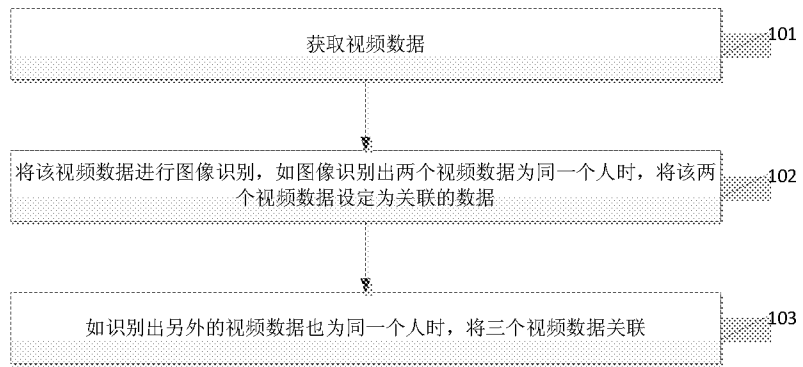 获取视频数据
101
将该视频数据进行图像识别，如图像识别出两个视频数据为同一个人时，将该两
个视频数据设定为关联的数据
102
如识别出另外的视频数据也为同一个人时，将三个视频数据关联
103